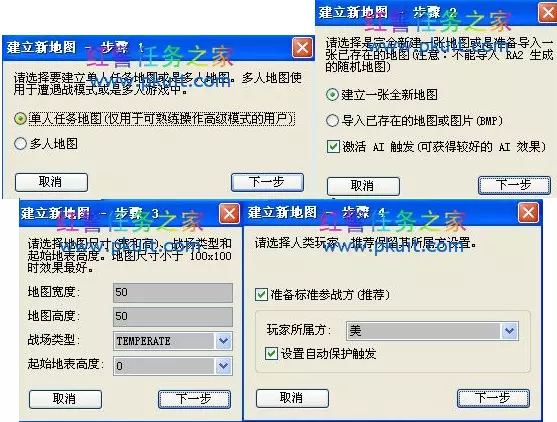 建立新地图 - 步骤 1
红警任务之家
www.pkurt.com
请选择要建立单人任务地图或是多人地图。多人地图使
用于遭遇战模式或是多人游戏中。
单人任务地图(仅用于可熟练操作高级模式的用户)
多人地图
取消
下一步
建立新地图 - 步骤 2
红警任务之家
请选择是完全新建一张地图或是准备导入一
张已存在的地图(注意：不能导入 RA2 生成
的随机地图)
建立一张全新地图
导入已存在的地图或图片(BMP)
激活 AI 触发(可获得较好的 AI 效果)
取消
下一步
建立新地图 - 步骤 3
红警任务之家
请选择地图尺寸(宽和高)、战场类型和
起始地表高度。地图尺寸小于 100x100
时效果最好。
地图宽度:
50
地图高度:
50
战场类型:
TEMPERATE
起始地表高度:
0
取消
下一步
建立新地图 - 步骤 4
红警任务之家
请选择人类玩家，推荐保留其所属方设置。
准备标准参战方(推荐)
玩家所属方:
美
设置自动保护触发
取消
下一步